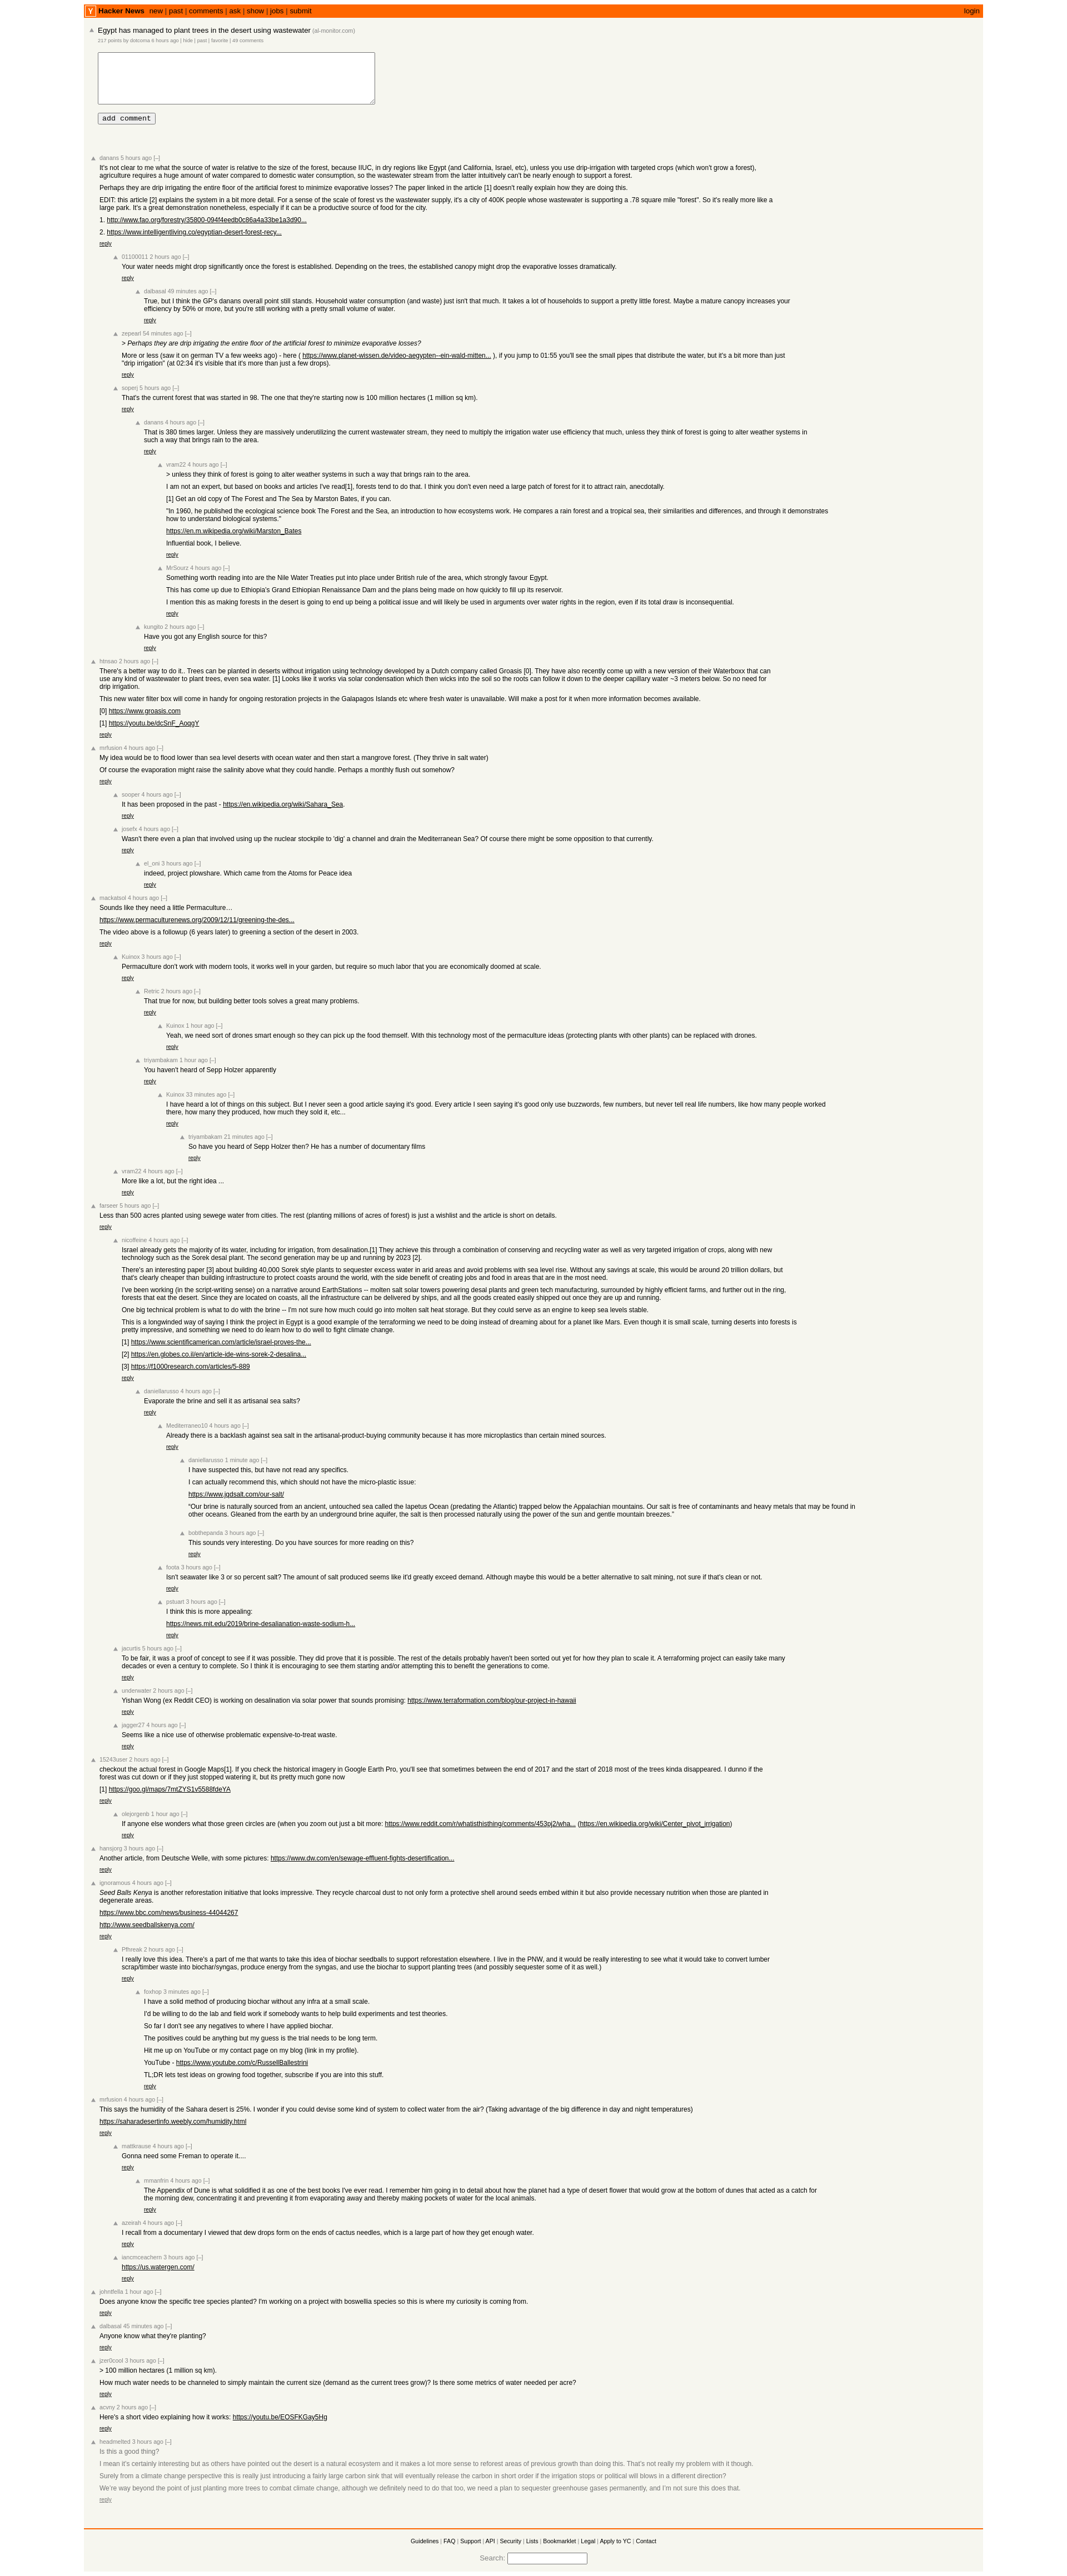 Y Hacker News new | past | comments | ask | show | jobs | submit login
Egypt has managed to plant trees in the desert using wastewater (al-monitor.com)
217 points by dotcoma 6 hours ago | hide | past | favorite | 49 comments
add comment
danans 5 hours ago [–]
It's not clear to me what the source of water is relative to the size of the forest, because IIUC, in dry regions like Egypt (and California, Israel, etc), unless you use drip-irrigation with targeted crops (which won't grow a forest),
agriculture requires a huge amount of water compared to domestic water consumption, so the wastewater stream from the latter intuitively can't be nearly enough to support a forest.
Perhaps they are drip irrigating the entire floor of the artificial forest to minimize evaporative losses? The paper linked in the article [1] doesn't really explain how they are doing this.
EDIT: this article [2] explains the system in a bit more detail. For a sense of the scale of forest vs the wastewater supply, it's a city of 400K people whose wastewater is supporting a .78 square mile "forest". So it's really more like a
large park. It's a great demonstration nonetheless, especially if it can be a productive source of food for the city.
1. http://www.fao.org/forestry/35800-094f4eedb0c86a4a33be1a3d90...
2. https://www.intelligentliving.co/egyptian-desert-forest-recy...
reply
01100011 2 hours ago [–]
Your water needs might drop significantly once the forest is established. Depending on the trees, the established canopy might drop the evaporative losses dramatically.
reply
datbasal 49 minutes ago [–]
True, but I think the GP's danans overall point still stands. Household water consumption (and waste) just isn't that much. It takes a lot of households to support a pretty little forest. Maybe a mature canopy increases your
efficiency by 50% or more, but you're still working with a pretty small volume of water.
reply
zepearl 54 minutes ago [–]
> Perhaps they are drip irrigating the entire floor of the artificial forest to minimize evaporative losses?
More or less (saw it on german TV a few weeks ago) - here ( https://www.planet-wissen.de/video-aegypten--ein-wald-mitten... ), if you jump to 01:55 you'll see the small pipes that distribute the water, but it's a bit more than just
"drip irrigation" (at 02:34 it's visible that it's more than just a few drops).
reply
soperj 5 hours ago [–]
That's the current forest that was started in 98. The one that they're starting now is 100 million hectares (1 million sq km).
reply
danans 4 hours ago [–]
That is 380 times larger. Unless they are massively underutilizing the current wastewater stream, they need to multiply the irrigation water use efficiency that much, unless they think of forest is going to alter weather systems in
such a way that brings rain to the area.
reply
vram22 4 hours ago [–]
> unless they think of forest is going to alter weather systems in such a way that brings rain to the area.
I am not an expert, but based on books and articles I've read[1], forests tend to do that. I think you don't even need a large patch of forest for it to attract rain, anecdotally.
[1] Get an old copy of The Forest and The Sea by Marston Bates, if you can.
"In 1960, he published the ecological science book The Forest and the Sea, an introduction to how ecosystems work. He compares a rain forest and a tropical sea, their similarities and differences, and through it demonstrates
how to understand biological systems."
https://en.m.wikipedia.org/wiki/Marston_Bates
Influential book, I believe.
reply
MrSourz 4 hours ago [–]
Something worth reading into are the Nile Water Treaties put into place under British rule of the area, which strongly favour Egypt.
This has come up due to Ethiopia's Grand Ethiopian Renaissance Dam and the plans being made on how quickly to fill up its reservoir.
I mention this as making forests in the desert is going to end up being a political issue and will likely be used in arguments over water rights in the region, even if its total draw is inconsequential.
reply
kungito 2 hours ago [–]
Have you got any English source for this?
reply
htnsao 2 hours ago [–]
There's a better way to do it.. Trees can be planted in deserts without irrigation using technology developed by a Dutch company called Groasis [0]. They have also recently come up with a new version of their Waterboxx that can
use any kind of wastewater to plant trees, even sea water. [1] Looks like it works via solar condensation which then wicks into the soil so the roots can follow it down to the deeper capillary water ~3 meters below. So no need for
drip irrigation.
This new water filter box will come in handy for ongoing restoration projects in the Galapagos Islands etc where fresh water is unavailable. Will make a post for it when more information becomes available.
[0] https://www.groasis.com
[1] https://youtu.be/dcSnF_AoqgY
reply
mrfusion 4 hours ago [–]
My idea would be to flood lower than sea level deserts with ocean water and then start a mangrove forest. (They thrive in salt water)
Of course the evaporation might raise the salinity above what they could handle. Perhaps a monthly flush out somehow?
reply
sooper 4 hours ago [–]
It has been proposed in the past - https://en.wikipedia.org/wiki/Sahara_Sea.
reply
josefx 4 hours ago [–]
Wasn't there even a plan that involved using up the nuclear stockpile to 'dig' a channel and drain the Mediterranean Sea? Of course there might be some opposition to that currently.
reply
el_oni 3 hours ago [–]
indeed, project plowshare. Which came from the Atoms for Peace idea
reply
mackatsol 4 hours ago [–]
Sounds like they need a little Permaculture…
https://www.permaculturenews.org/2009/12/11/greening-the-des...
The video above is a followup (6 years later) to greening a section of the desert in 2003.
reply
Kuinox 3 hours ago [–]
Permaculture don't work with modern tools, it works well in your garden, but require so much labor that you are economically doomed at scale.
reply
Retric 2 hours ago [–]
That true for now, but building better tools solves a great many problems.
reply
Kuinox 1 hour ago [–]
Yeah, we need sort of drones smart enough so they can pick up the food themself. With this technology most of the permaculture ideas (protecting plants with other plants) can be replaced with drones.
reply
tnyambakam 1 hour ago [–]
You haven't heard of Sepp Holzer apparently
reply
Kuinox 33 minutes ago [–]
I have heard a lot of things on this subject. But I never seen a good article saying it's good. Every article I seen saying it's good only use buzzwords, few numbers, but never tell real life numbers, like how many people worked
there, how many they produced, how much they sold it, etc...
reply
tnyambakam 21 minutes ago [–]
So have you heard of Sepp Holzer then? He has a number of documentary films
reply
vram22 4 hours ago [–]
More like a lot, but the right idea ...
reply
farseer 5 hours ago [–]
Less than 500 acres planted using sewege water from cities. The rest (planting millions of acres of forest) is just a wishlist and the article is short on details.
reply
nicoffeine 4 hours ago [–]
Israel already gets the majority of its water, including for irrigation, from desalination.[1] They achieve this through a combination of conserving and recycling water as well as very targeted irrigation of crops, along with new
technology such as the Sorek desal plant. The second generation may be up and running by 2023 [2].
There's an interesting paper [3] about building 40,000 Sorek style plants to sequester excess water in arid areas and avoid problems with sea level rise. Without any savings at scale, this would be around 20 trillion dollars, but
that's clearly cheaper than building infrastructure to protect coasts around the world, with the side benefit of creating jobs and food in areas that are in the most need.
I've been working (in the script-writing sense) on a narrative around EarthStations -- molten salt solar towers powering desal plants and green tech manufacturing, surrounded by highly efficient farms, and further out in the ring,
forests that eat the desert. Since they are located on coasts, all the infrastructure can be delivered by ships, and all the goods created easily shipped out once they are up and running.
One big technical problem is what to do with the brine -- I'm not sure how much could go into molten salt heat storage. But they could serve as an engine to keep sea levels stable.
This is a longwinded way of saying I think the project in Egypt is a good example of the terraforming we need to be doing instead of dreaming about for a planet like Mars. Even though it is small scale, turning deserts into forests is
pretty impressive, and something we need to do learn how to do well to fight climate change.
[1] https://www.scientificamerican.com/article/israel-proves-the...
[2] https://en.globes.co.il/en/article-ide-wins-sorek-2-desalina...
[3] https://f1000research.com/articles/5-889
reply
daniellarusso 4 hours ago [–]
Evaporate the brine and sell it as artisanal sea salts?
reply
Mediterraneo10 4 hours ago [–]
Already there is a backlash against sea salt in the artisanal-product-buying community because it has more microplastics than certain mined sources.
reply
daniellarusso 1 minute ago [–]
I have suspected this, but have not read any specifics.
I can actually recommend this, which should not have the micro-plastic issue:
https://www.jqdsalt.com/our-salt/
"Our brine is naturally sourced from an ancient, untouched sea called the Iapetus Ocean (predating the Atlantic) trapped below the Appalachian mountains. Our salt is free of contaminants and heavy metals that may be found in
other oceans. Gleaned from the earth by an underground brine aquifer, the salt is then processed naturally using the power of the sun and gentle mountain breezes."
bobthepanda 3 hours ago [–]
This sounds very interesting. Do you have sources for more reading on this?
reply
foota 3 hours ago [–]
Isn't seawater like 3 or so percent salt? The amount of salt produced seems like it'd greatly exceed demand. Although maybe this would be a better alternative to salt mining, not sure if that's clean or not.
reply
pstuart 3 hours ago [–]
I think this is more appealing:
https://news.mit.edu/2019/brine-desalianation-waste-sodium-h...
reply
jacurtis 5 hours ago [–]
To be fair, it was a proof of concept to see if it was possible. They did prove that it is possible. The rest of the details probably haven't been sorted out yet for how they plan to scale it. A terraforming project can easily take many
decades or even a century to complete. So I think it is encouraging to see them starting and/or attempting this to benefit the generations to come.
reply
underwater 2 hours ago [–]
Yishan Wong (ex Reddit CEO) is working on desalination via solar power that sounds promising: https://www.terraformation.com/blog/our-project-in-hawaii
reply
jagger27 4 hours ago [–]
Seems like a nice use of otherwise problematic expensive-to-treat waste.
reply
15243user 2 hours ago [–]
checkout the actual forest in Google Maps[1]. If you check the historical imagery in Google Earth Pro, you'll see that sometimes between the end of 2017 and the start of 2018 most of the trees kinda disappeared. I dunno if the
forest was cut down or if they just stopped watering it, but its pretty much gone now
[1] https://goo.gl/maps/7mtZYS1v5588fdeYA
reply
olejorgenb 1 hour ago [–]
If anyone else wonders what those circles are (when you zoom out just a bit more: https://www.reddit.com/r/whatisthisthing/comments/453pj2/wha... (https://en.wikipedia.org/wiki/Center_pivot_irrigation)
reply
hansjorg 3 hours ago [–]
Another article, from Deutsche Welle, with some pictures: https://www.dw.com/en/sewage-effluent-fights-desertification...
reply
ignoramous 4 hours ago [–]
Seed Balls Kenya is another reforestation initiative that looks impressive. They recycle charcoal dust to not only form a protective shell around seeds embed within it but also provide necessary nutrition when those are planted in
degenerate areas.
https://www.bbc.com/news/business-44044267
http://www.seedballskenya.com/
reply
Pfhreak 2 hours ago [–]
I really love this idea. There's a part of me that wants to take this idea of biochar seedballs to support reforestation elsewhere. I live in the PNW, and it would be really interesting to see what it would take to convert lumber
scrap/timber waste into biochar/syngas, produce energy from the syngas, and use the biochar to support planting trees (and possibly sequester some of it as well.)
reply
foxhop 3 minutes ago [–]
I have a solid method of producing biochar without any infra at a small scale.
I'd be willing to do the lab and field work if somebody wants to help build experiments and test theories.
So far I don't see any negatives to where I have applied biochar.
The positives could be anything but my guess is the trial needs to be long term.
Hit me up on YouTube or my contact page on my blog (link in my profile).
YouTube - https://www.youtube.com/c/RussellBallestrini
TL;DR lets test ideas on growing food together, subscribe if you are into this stuff.
reply
mrfusion 4 hours ago [–]
This says the humidity of the Sahara desert is 25%. I wonder if you could devise some kind of system to collect water from the air? (Taking advantage of the big difference in day and night temperatures)
https://saharadesertinfo.weebly.com/humidity.html
reply
mattknause 4 hours ago [–]
Gonna need some Freman to operate it....
reply
mmanfrin 4 hours ago [–]
The Appendix of Dune is what solidified it as one of the best books I've ever read. I remember him going in to detail about how the planet had a type of desert flower that would grow at the bottom of dunes that acted as a catch for
the morning dew, concentrating it and preventing it from evaporating away and thereby making pockets of water for the local animals.
reply
azeirah 4 hours ago [–]
I recall from a documentary I viewed that dew drops form on the ends of cactus needles, which is a large part of how they get enough water.
reply
iancmceachern 3 hours ago [–]
https://us.watergen.com/
reply
johntfella 1 hour ago [–]
Does anyone know the specific tree species planted? I'm working on a project with boswellia species so this is where my curiosity is coming from.
reply
datbasal 45 minutes ago [–]
Anyone know what they're planting?
reply
jzer0cool 3 hours ago [–]
> 100 million hectares (1 million sq km).
How much water needs to be channeled to simply maintain the current size (demand as the current trees grow)? Is there some metrics of water needed per acre?
reply
acvny 2 hours ago [–]
Here's a short video explaining how it works: https://youtu.be/EOSFKGay5Hg
reply
headmelted 3 hours ago [–]
Is this a good thing?
I mean it's certainly interesting but as others have pointed out the desert is a natural ecosystem and it makes a lot more sense to reforest areas of previous growth than doing this. That's not really my problem with it though.
Surely from a climate change perspective this is really just introducing a fairly large carbon sink that will eventually release the carbon in short order if the irrigation stops or political will blows in a different direction?
We're way beyond the point of just planting more trees to combat climate change, although we definitely need to do that too, we need a plan to sequester greenhouse gases permanently, and I'm not sure this does that.
reply
Guidelines | FAQ | Support | API | Security | Lists | Bookmarklet | Legal | Apply to YC | Contact
Search: